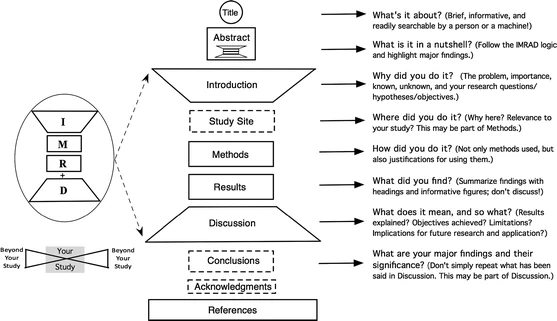 Title
What's it about? (Brief, informative, and
readily searchable by a person or a machine!)
Abstract
What is it in a nutshell? (Follow the IMRAD logic
and highlight major findings.)
Introduction
Why did you do it? (The problem, importance,
known, unknown, and your research questions/
hypotheses/objectives.)
Study Site
Where did you do it? (Why here? Relevance to
your study? This may be part of Methods.)
Methods
How did you do it? (Not only methods used, but
also justifications for using them.)
Results
What did you find? (Summarize findings with
headings and informative figures; don't discuss!)
Discussion
What does it mean, and so what? (Results
explained? Objectives achieved? Limitations?
Implications for future research and application?)
Conclusions
What are your major findings and their
significance? (Don't simply repeat what has been
said in Discussion. This may be part of Discussion.)
Acknowledgments
References
I
M
R
+
D
Beyond
Your
Study
Your
Study
Beyond
Your
Study